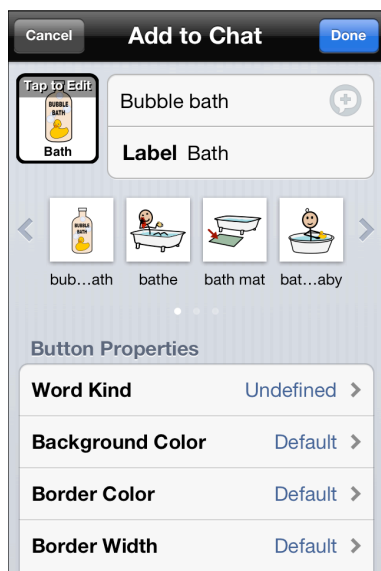 Cancel Add to Chat Done
Tap to Edit
BUBBLE
BATH
Bath
Bubble bath
Label Bath
BUBBLE
BATH
bub...ath bathe bath mat bat...aby
Button Properties
Word Kind Undefined
Background Color Default
Border Color Default
Border Width Default